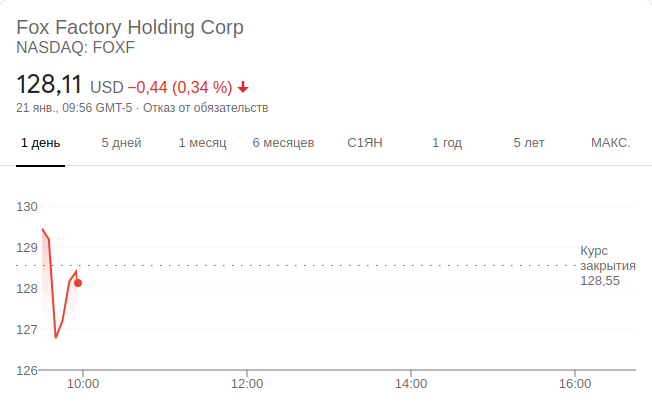 Fox Factory Holding Corp
NASDAQ: FOXF
128,11 USD −0,44 (0,34 %)
21 янв., 09:56 GMT-5 · Отказ от обязательств
1 день 5 дней 1 месяц 6 месяцев С1ЯН 1 год 5 лет МАКС.
130
129
Курс
закрытия
128,55
128
127
126
10:00 12:00 14:00 16:00